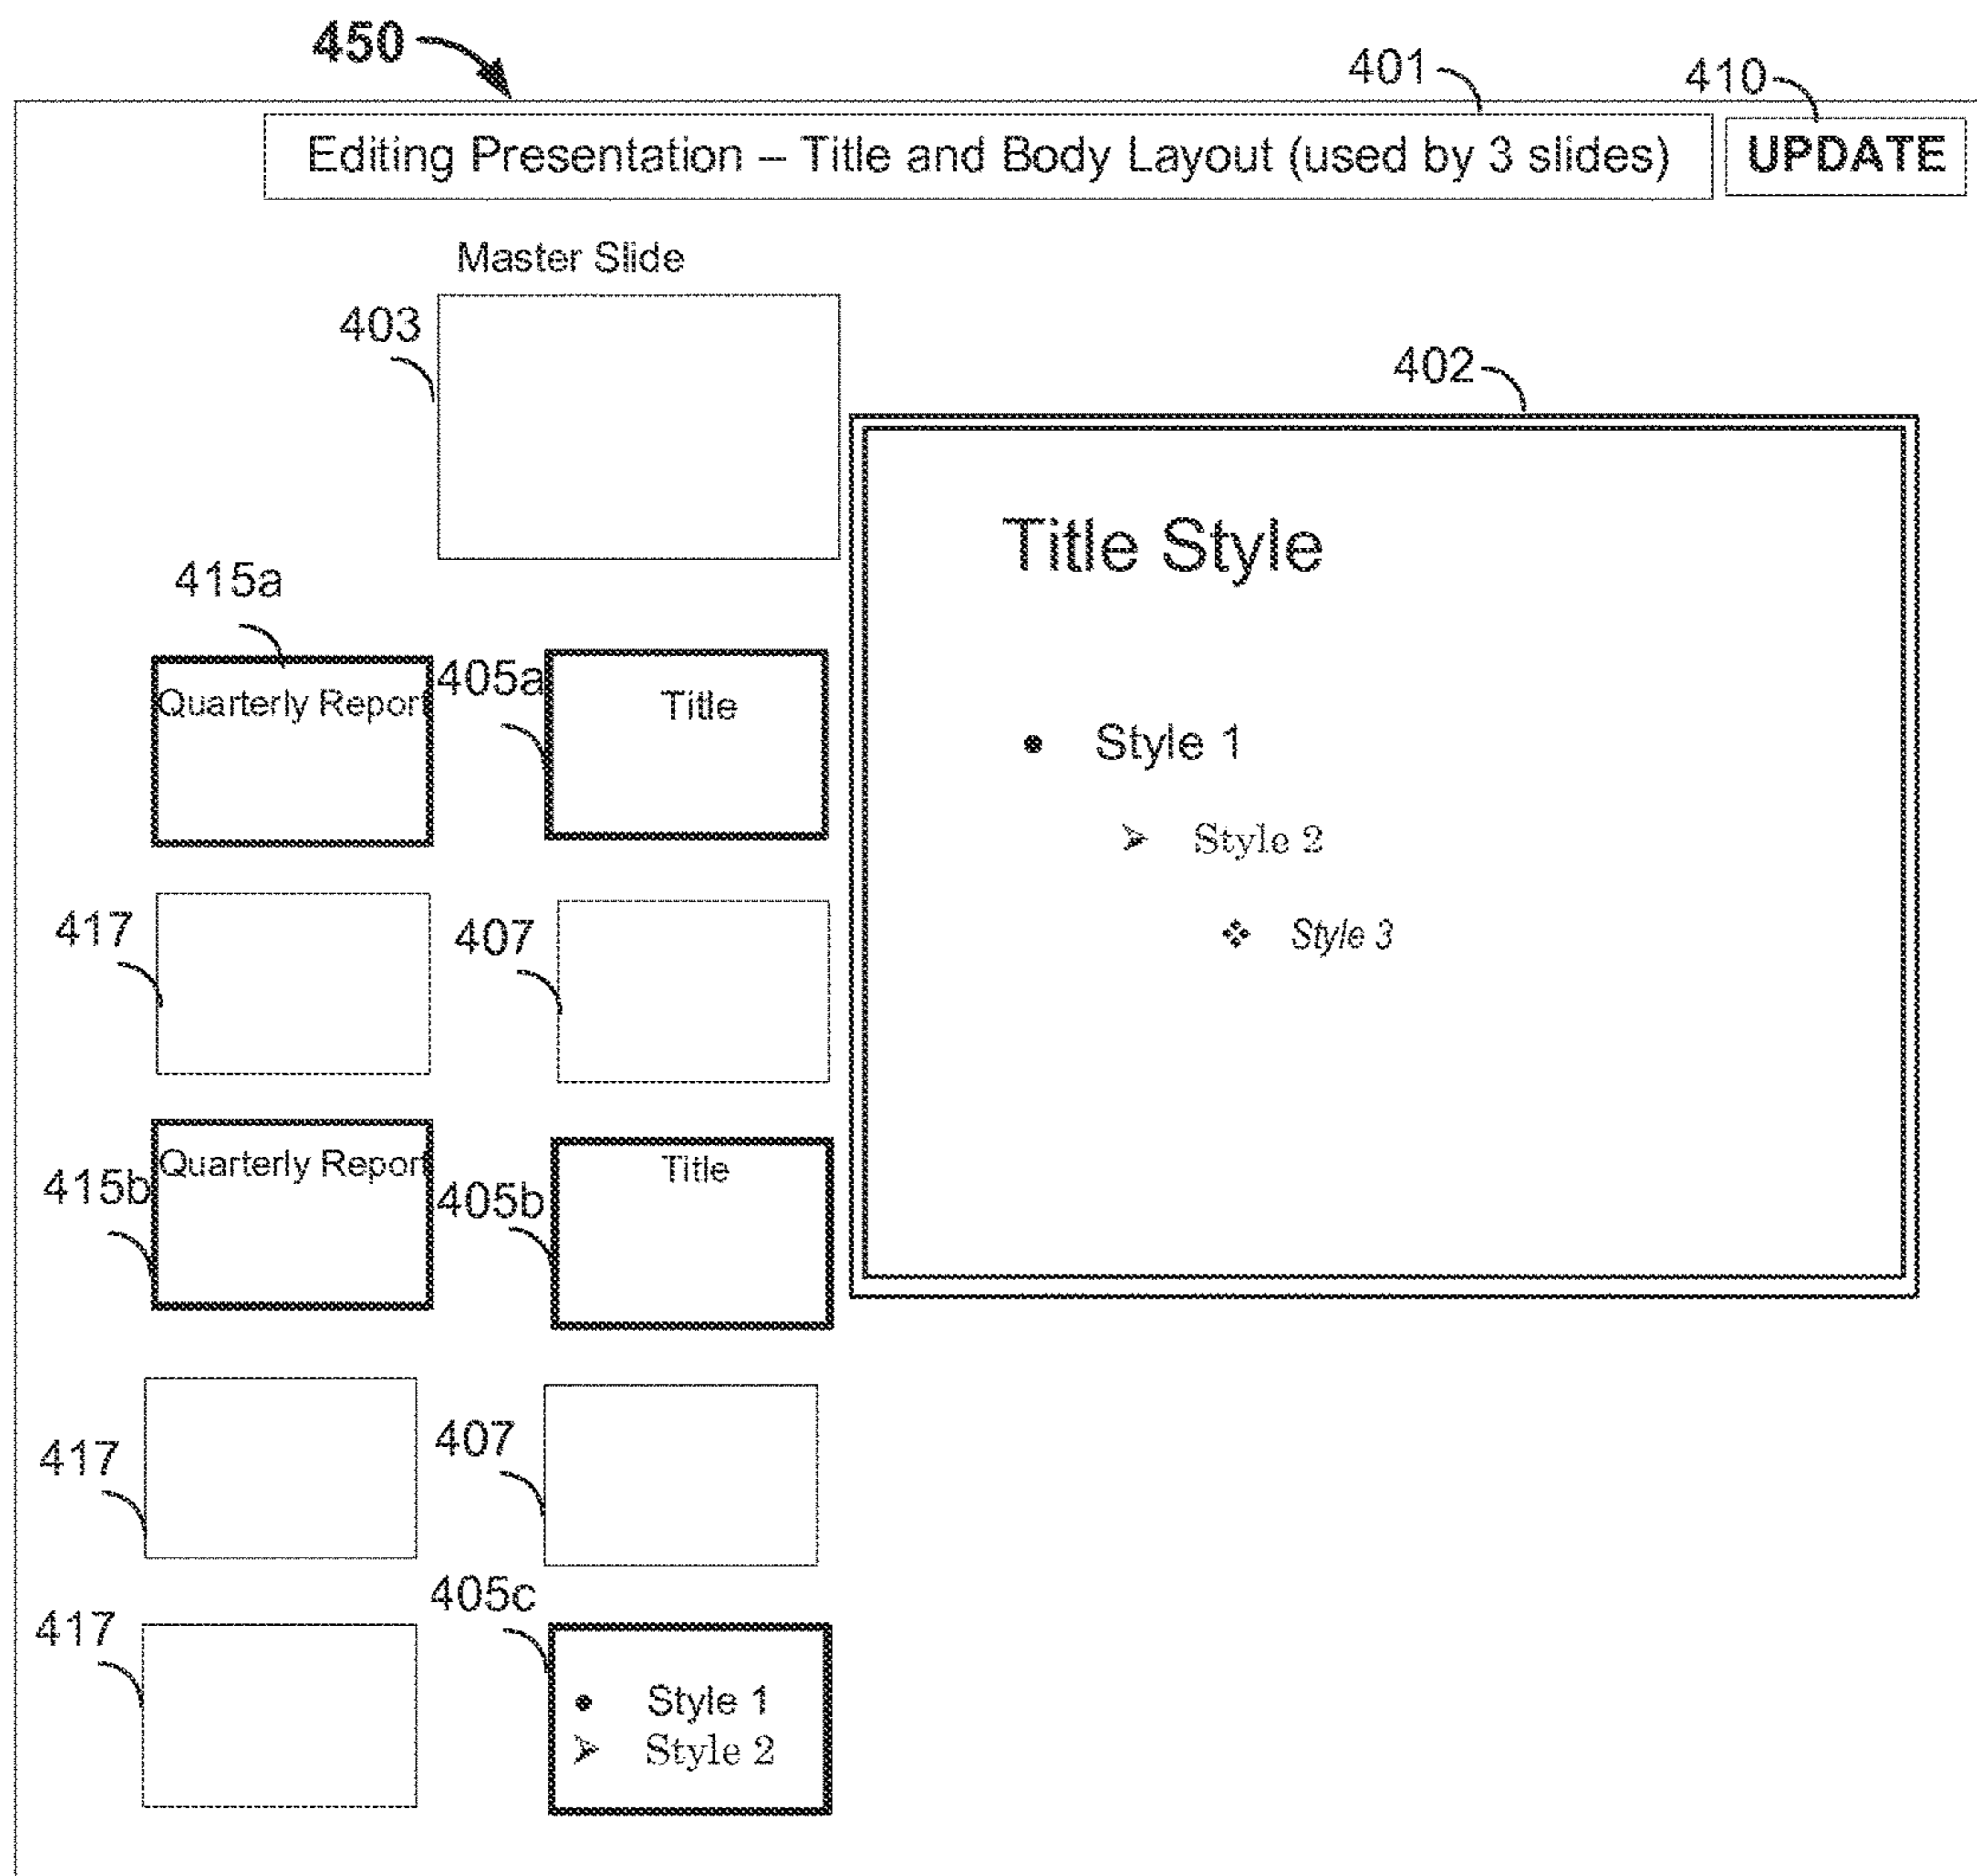 450
401
410
Editing Presentation – Title and Body Layout (used by 3 slides)
UPDATE
Master Slide
403
402
Title Style
415a
405a
Quarterly Report
Title
• Style 1
➢ Style 2
417
407
❖ Style 3
Quarterly Report
Title
415b
405b
417
407
405c
417
• Style 1
➢ Style 2